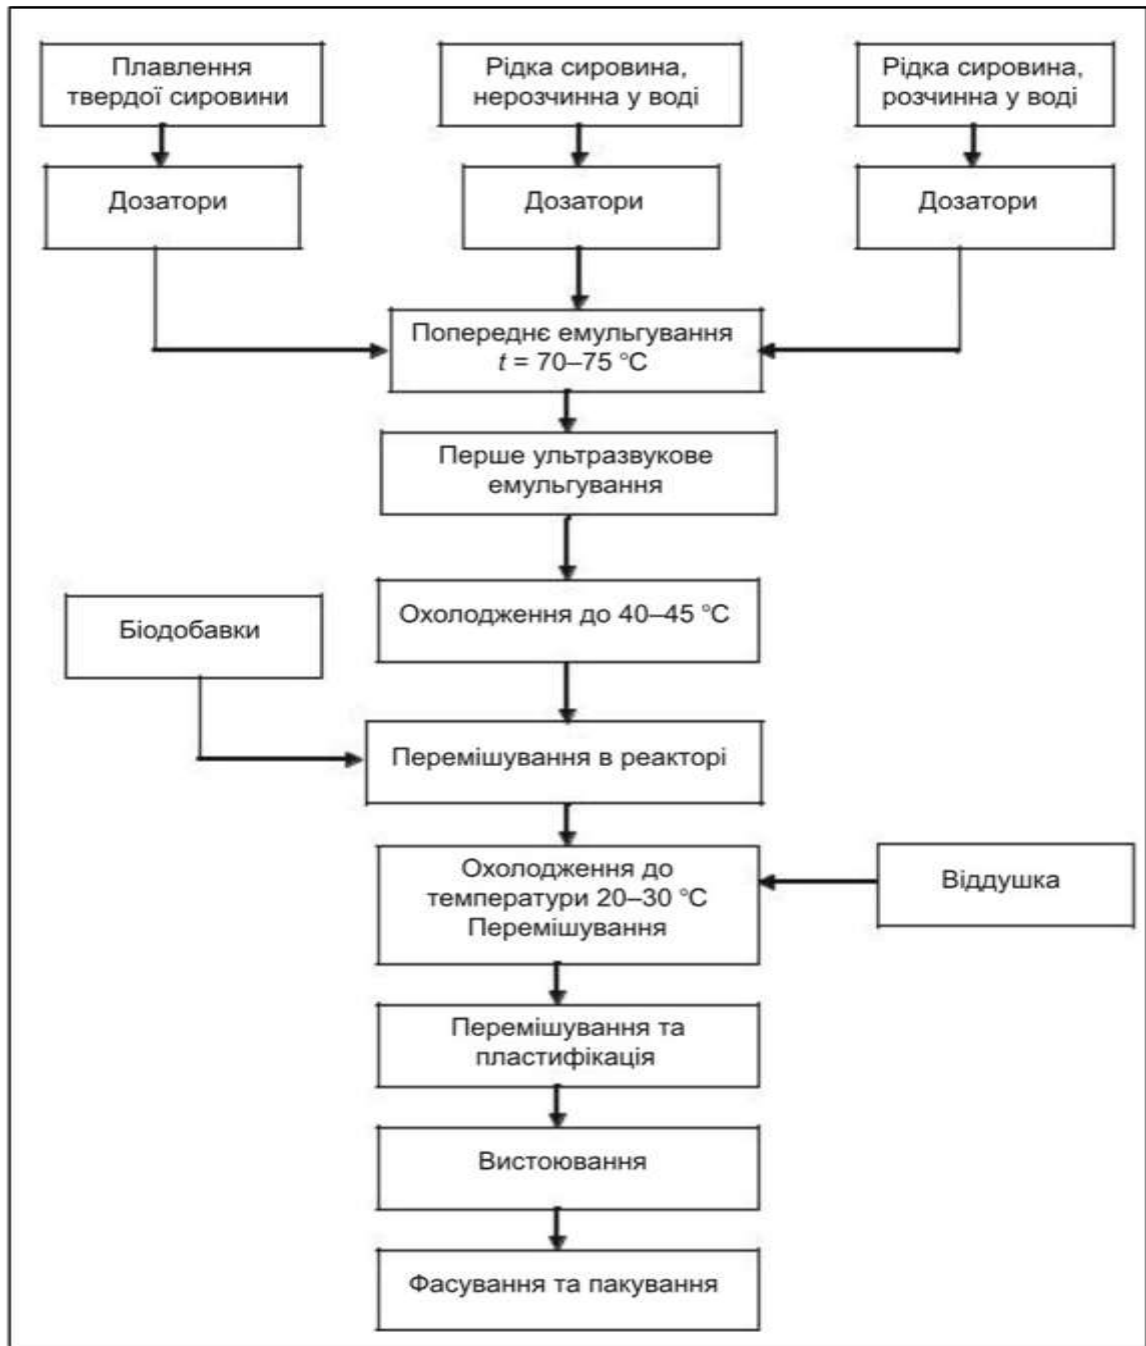 Плавлення
твердої сировини
Рідка сировина,
нерозчинна у воді
Рідка сировина,
розчинна у воді
Дозатори
Дозатори
Дозатори
Попереднє емульгування
t = 70–75 °C
Перше ультразвукове
емульгування
Охолодження до 40–45 °C
Біодобавки
Перемішування в реакторі
Охолодження до
температури 20–30 °C
Перемішування
Віддушка
Перемішування та
пластифікація
Вистоювання
Фасування та пакування